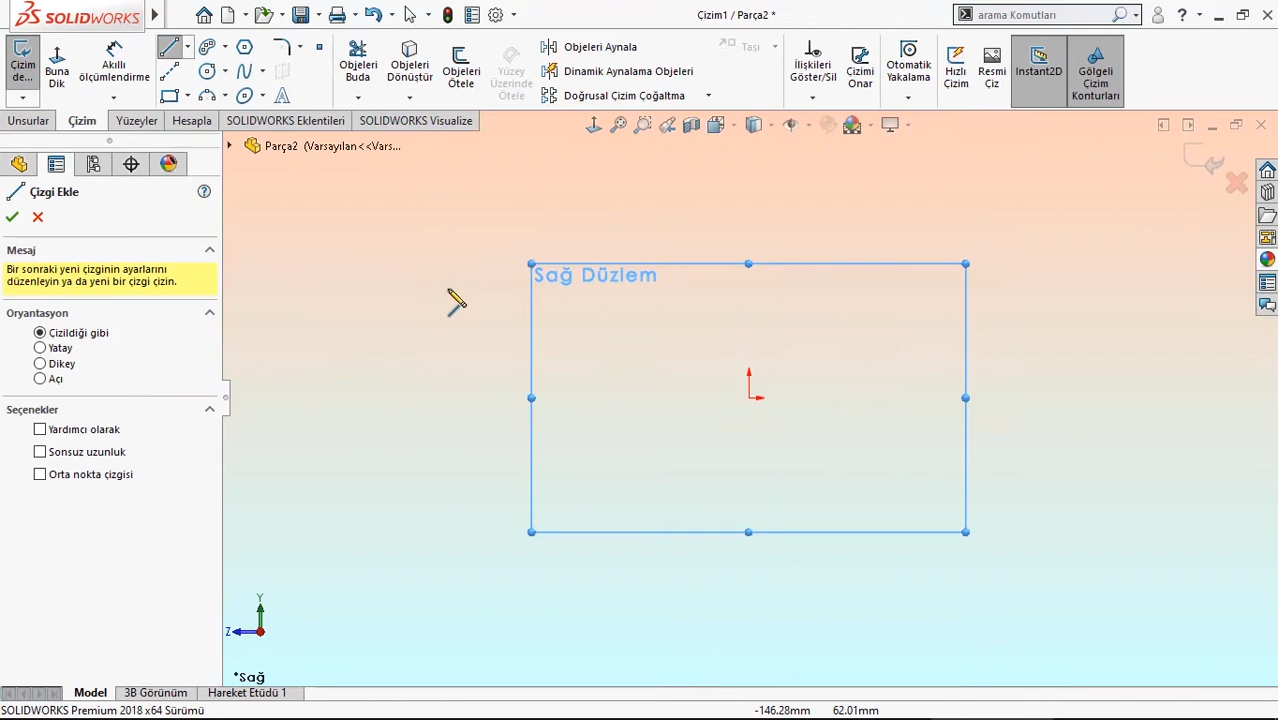 SOLIDWORKS
Çizim1 / Parça2 *
arama Komutları
Çizim de...
Buna Dik
Akıllı ölçümlendirme
Objeleri Buda
Objeleri Dönüştür
Objeleri Ötele
Yüzey Üzerinde Ötele
Objeleri Aynala
Dinamik Aynalama Objeleri
Doğrusal Çizim Çoğaltma
Taşı
İlişkileri Göster/Sil
Çizimi Onar
Otomatik Yakalama
Hızlı Çizim
Resmi Çiz
Instant2D
Gölgeli Çizim Konturları
Unsurlar
Çizim
Yüzeyler
Hesapla
SOLIDWORKS Eklentileri
SOLIDWORKS Visualize
Parça2 (Varsayılan<<Vars...
Çizgi Ekle
Mesaj
Bir sonraki yeni çizginin ayarlarını
düzenleyin ya da yeni bir çizgi çizin.
Oryantasyon
Çizildiği gibi
Yatay
Dikey
Açı
Seçenekler
Yardımcı olarak
Sonsuz uzunluk
Orta nokta çizgisi
Sağ Düzlem
Y
Z
*Sağ
Model
3B Görünüm
Hareket Etüdü 1
SOLIDWORKS Premium 2018 x64 Sürümü
-146.28mm
62.01mm